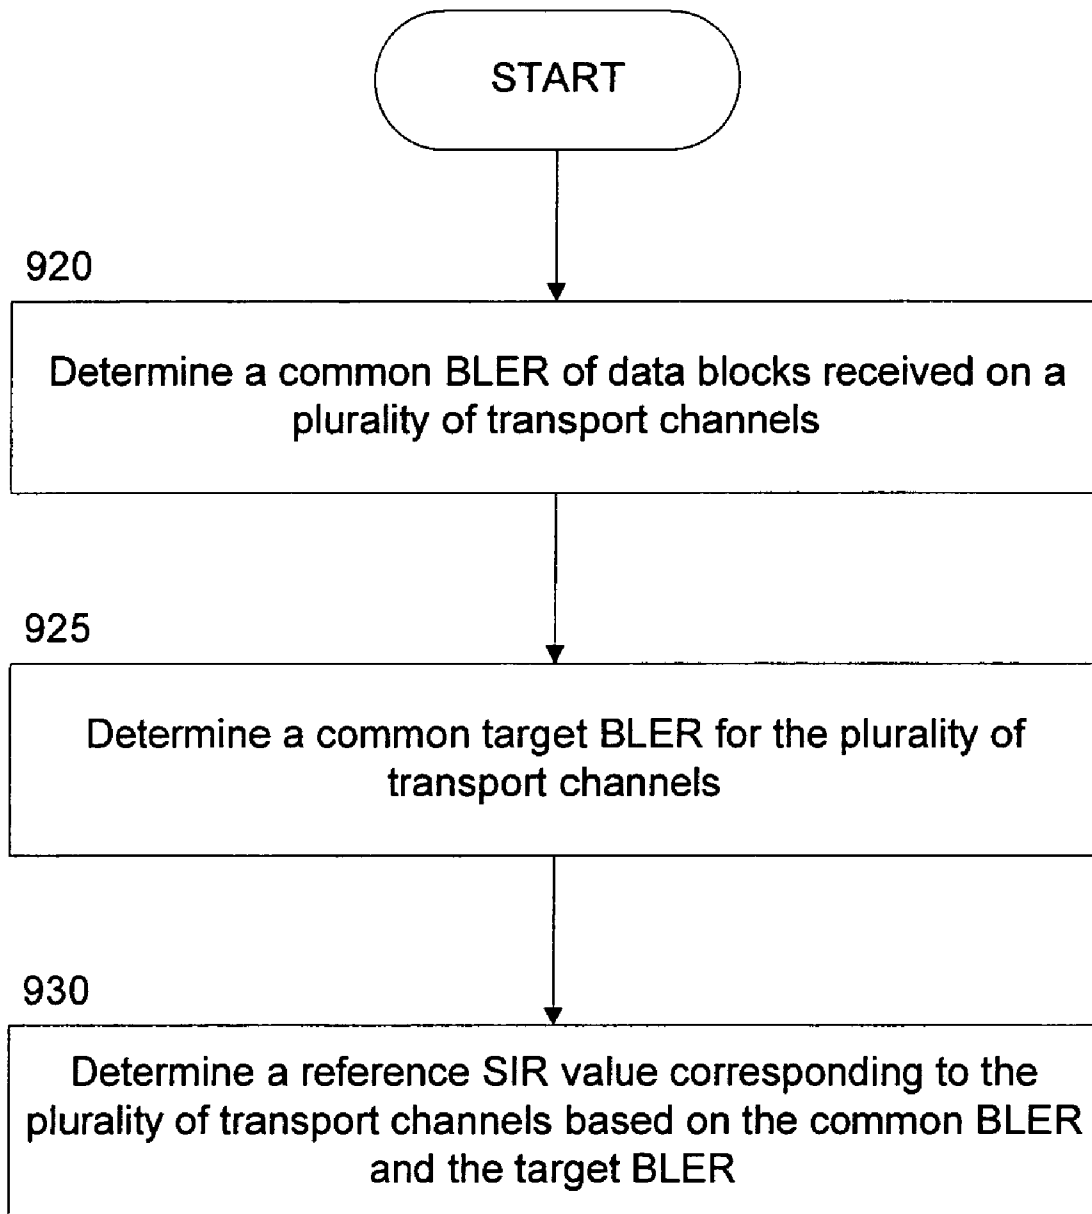 START
920
Determine a common BLER of data blocks received on a
plurality of transport channels
925
Determine a common target BLER for the plurality of
transport channels
930
Determine a reference SIR value corresponding to the
plurality of transport channels based on the common BLER
and the target BLER